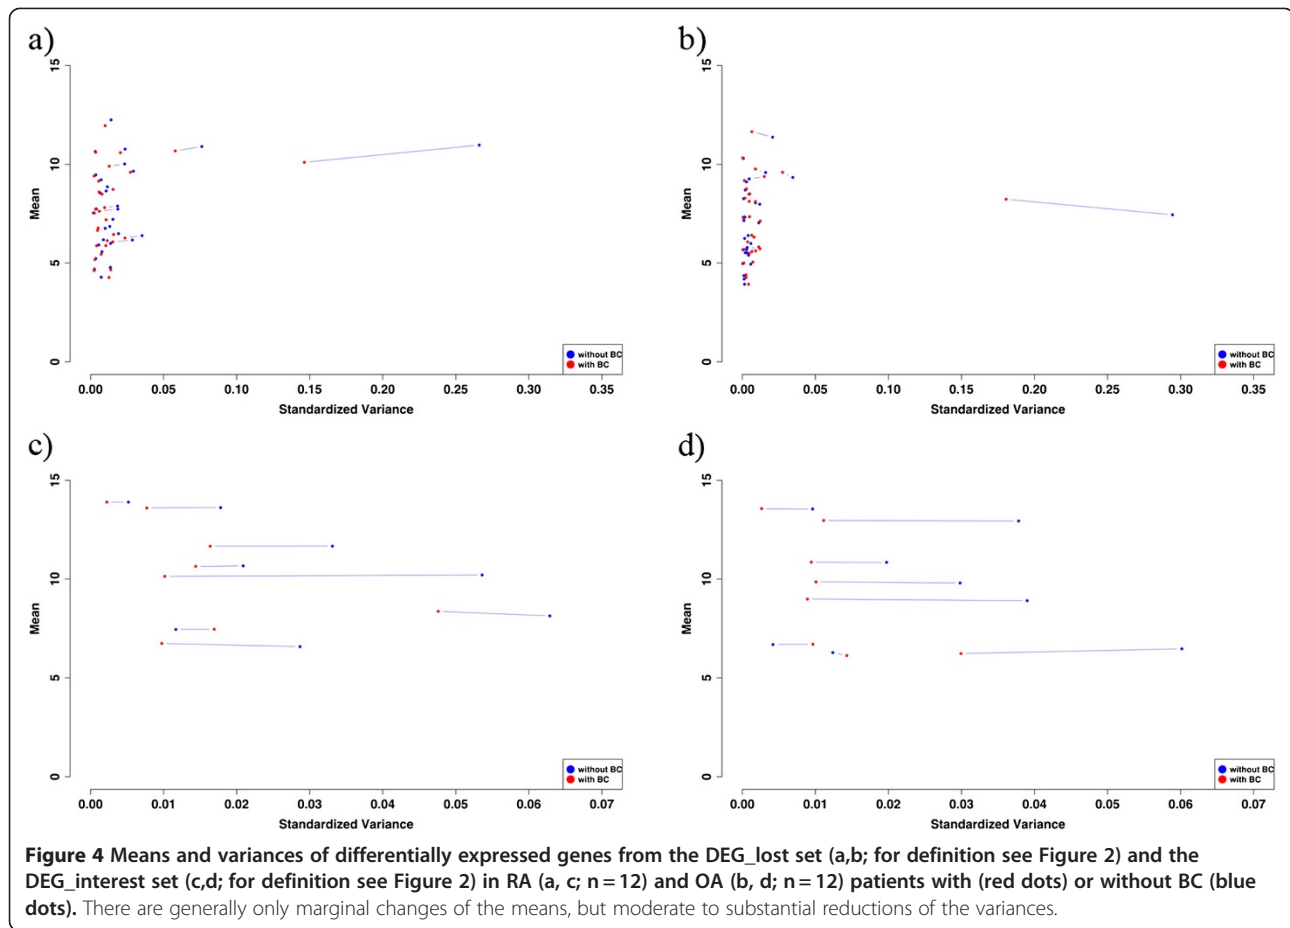 a)
15
10
5
0
Mean
0.00 0.05 0.10 0.15 0.20 0.25 0.30 0.35
Standardized Variance
without BC
with BC
b)
15
10
5
0
Mean
0.00 0.05 0.10 0.15 0.20 0.25 0.30 0.35
Standardized Variance
without BC
with BC
c)
15
10
5
0
Mean
0.00 0.01 0.02 0.03 0.04 0.05 0.06 0.07
Standardized Variance
without BC
with BC
d)
15
10
5
0
Mean
0.00 0.01 0.02 0.03 0.04 0.05 0.06 0.07
Standardized Variance
without BC
with BC
Figure 4 Means and variances of differentially expressed genes from the DEG_lost set (a,b; for definition see Figure 2) and the
DEG_interest set (c,d; for definition see Figure 2) in RA (a, c; n = 12) and OA (b, d; n = 12) patients with (red dots) or without BC (blue
dots). There are generally only marginal changes of the means, but moderate to substantial reductions of the variances.